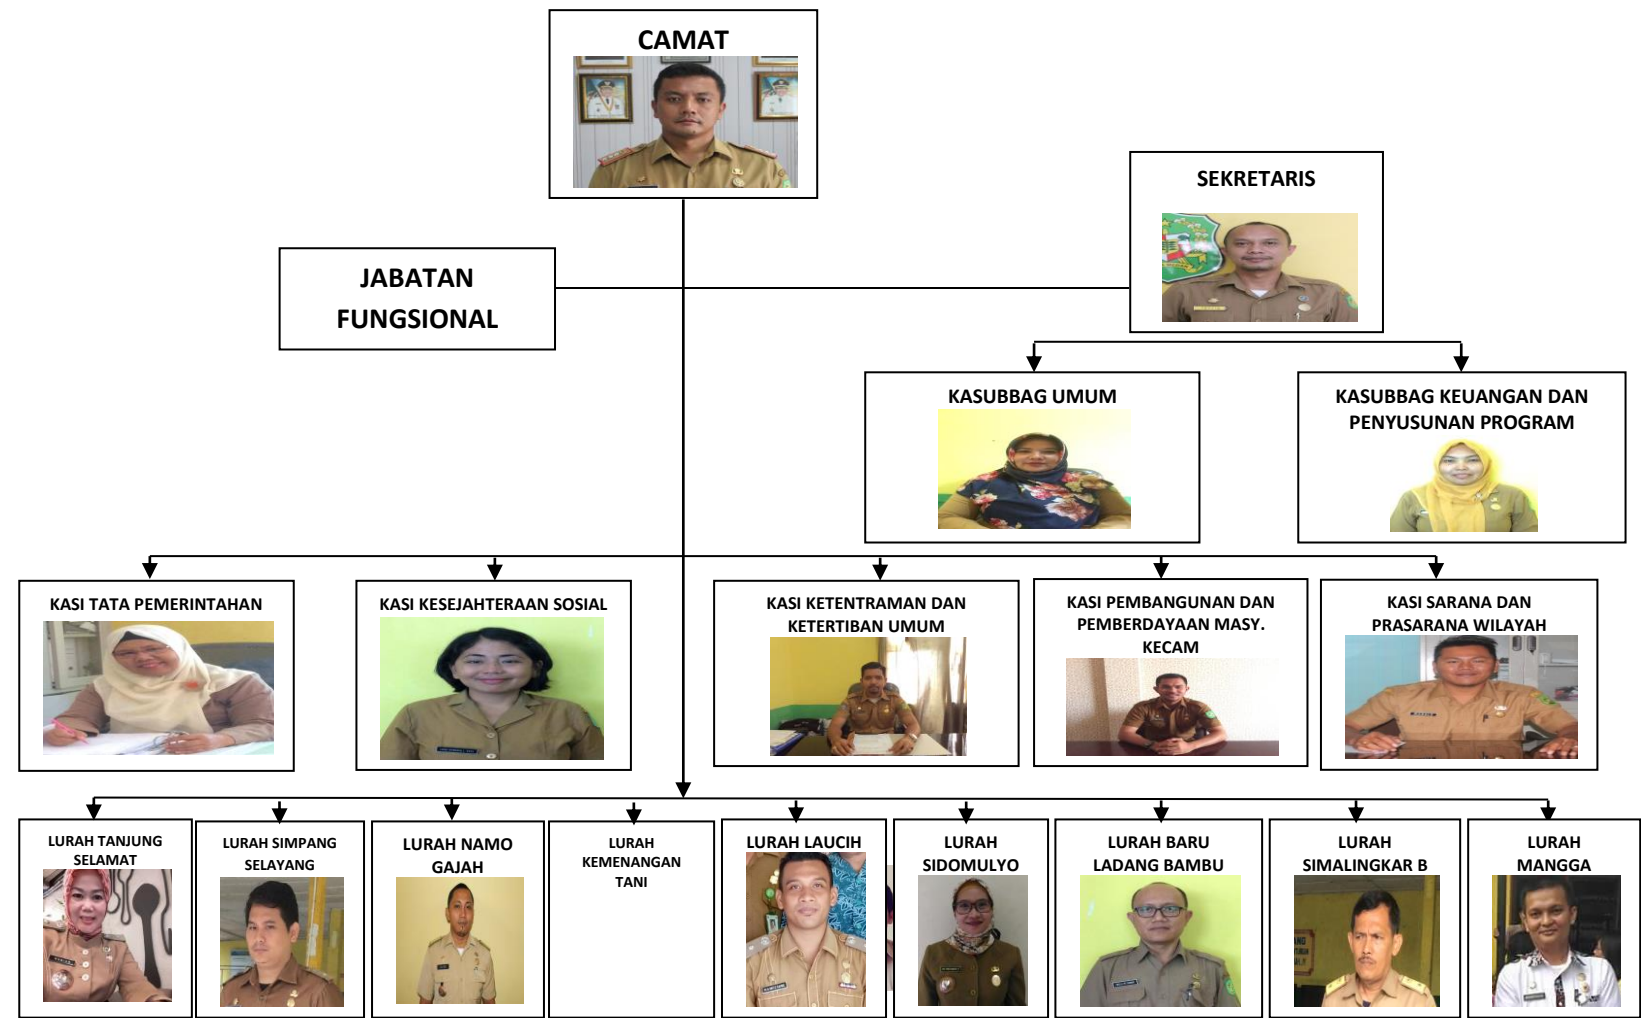 CAMAT
SEKRETARIS
JABATAN
FUNGSIONAL
KASUBBAG UMUM
KASUBBAG KEUANGAN DAN
PENYUSUNAN PROGRAM
KASI TATA PEMERINTAHAN
KASI KESEJAHTERAAN SOSIAL
KASI KETENTRAMAN DAN
KETERTIBAN UMUM
KASI PEMBANGUNAN DAN
PEMBERDAYAAN MASY.
KECAM
KASI SARANA DAN
PRASARANA WILAYAH
LURAH TANJUNG
SELAMAT
LURAH SIMPANG
SELAYANG
LURAH NAMO
GAJAH
LURAH
KEMENANGAN
TANI
LURAH LAUCIH
LURAH
SIDOMULYO
LURAH BARU
LADANG BAMBU
LURAH
SIMALINGKAR B
LURAH
MANGGA